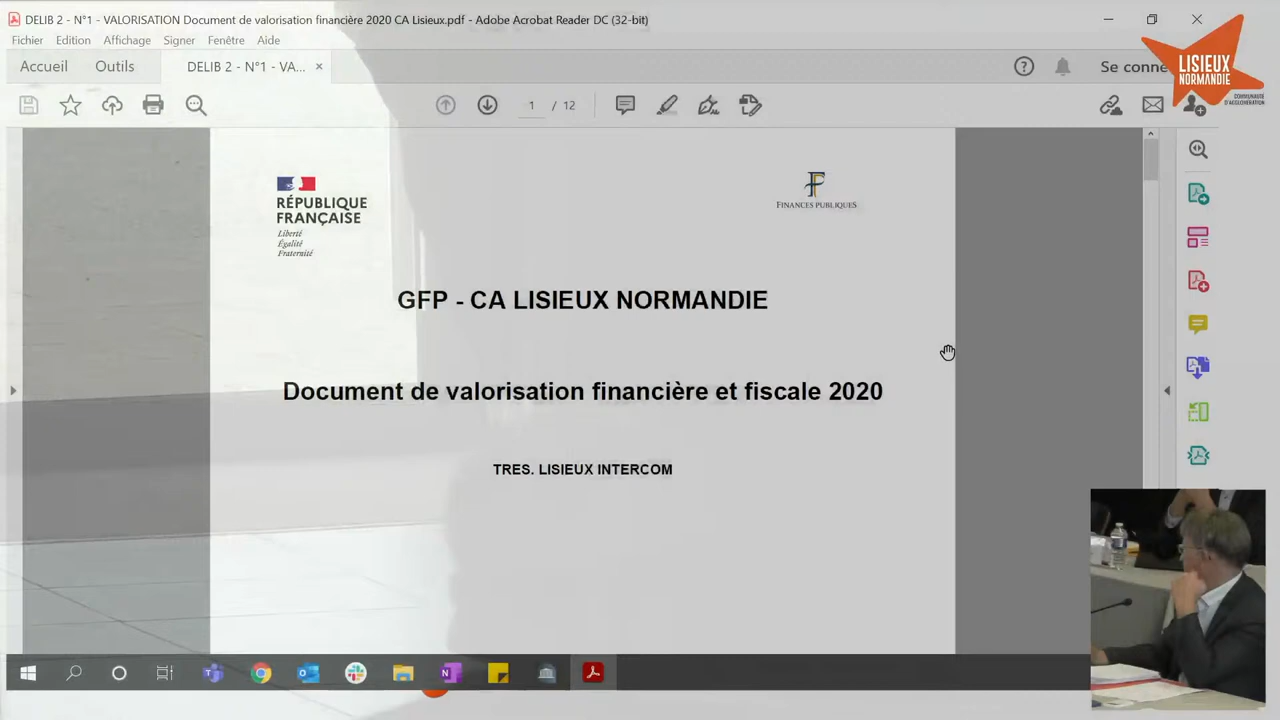 DELIB 2 - N°1 - VALORISATION Document de valorisation financière 2020 CA Lisieux.pdf - Adobe Acrobat Reader DC (32-bit)
Fichier Edition Affichage Signer Fenêtre Aide
Accueil Outils DELIB 2 - N°1 - VA... × Se conne
LISIEUX
NORMANDIE
COMMUNAUTÉ
D'AGGLOMÉRATION
1 / 12
RÉPUBLIQUE
FRANÇAISE
Liberté
Égalité
Fraternité
FINANCES PUBLIQUES
GFP - CA LISIEUX NORMANDIE
Document de valorisation financière et fiscale 2020
TRES. LISIEUX INTERCOM